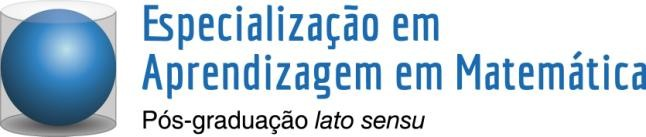 Especialização em
Aprendizagem em Matemática
Pós-graduação lato sensu